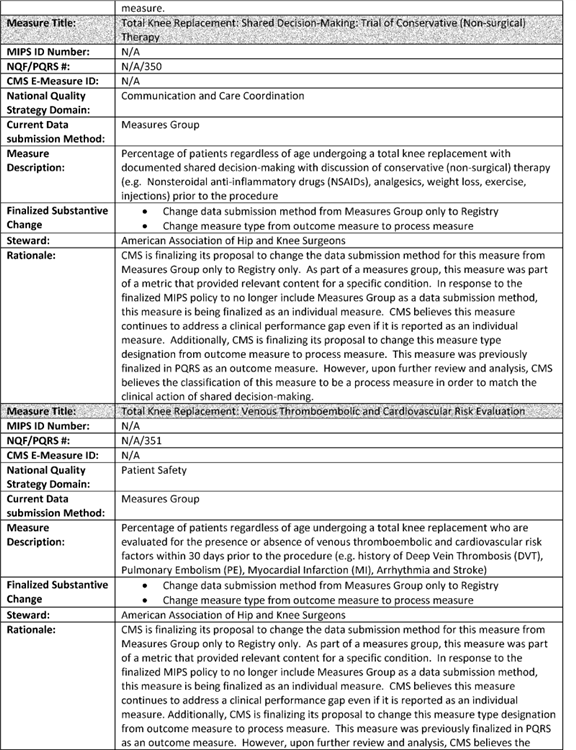 measure.
Measure Title: Total Knee Replacement: Shared Decision-Making: Trial of Conservative (Non-surgical)
Therapy
MIPS ID Number: N/A
NQF/PQRS #: N/A/350
CMS E-Measure ID: N/A
National Quality Communication and Care Coordination
Strategy Domain:
Current Data Measures Group
submission Method:
Measure Percentage of patients regardless of age undergoing a total knee replacement with
Description: documented shared decision-making with discussion of conservative (non-surgical) therapy
(e.g. Nonsteroidal anti-inflammatory drugs (NSAIDs), analgesics, weight loss, exercise,
injections) prior to the procedure
Finalized Substantive • Change data submission method from Measures Group only to Registry
Change • Change measure type from outcome measure to process measure
Steward: American Association of Hip and Knee Surgeons
Rationale: CMS is finalizing its proposal to change the data submission method for this measure from
Measures Group only to Registry only. As part of a measures group, this measure was part
of a metric that provided relevant content for a specific condition. In response to the
finalized MIPS policy to no longer include Measures Group as a data submission method,
this measure is being finalized as an individual measure. CMS believes this measure
continues to address a clinical performance gap even if it is reported as an individual
measure. Additionally, CMS is finalizing its proposal to change this measure type
designation from outcome measure to process measure. This measure was previously
finalized in PQRS as an outcome measure. However, upon further review and analysis, CMS
believes the classification of this measure to be a process measure in order to match the
clinical action of shared decision-making.
Measure Title: Total Knee Replacement: Venous Thromboembolic and Cardiovascular Risk Evaluation
MIPS ID Number: N/A
NQF/PQRS #: N/A/351
CMS E-Measure ID: N/A
National Quality Patient Safety
Strategy Domain:
Current Data Measures Group
submission Method:
Measure Percentage of patients regardless of age undergoing a total knee replacement who are
Description: evaluated for the presence or absence of venous thromboembolic and cardiovascular risk
factors within 30 days prior to the procedure (e.g. history of Deep Vein Thrombosis (DVT),
Pulmonary Embolism (PE), Myocardial Infarction (MI), Arrhythmia and Stroke)
Finalized Substantive • Change data submission method from Measures Group only to Registry
Change • Change measure type from outcome measure to process measure
Steward: American Association of Hip and Knee Surgeons
Rationale: CMS is finalizing its proposal to change the data submission method for this measure from
Measures Group only to Registry only. As part of a measures group, this measure was part
of a metric that provided relevant content for a specific condition. In response to the
finalized MIPS policy to no longer include Measures Group as a data submission method,
this measure is being finalized as an individual measure. CMS believes this measure
continues to address a clinical performance gap even if it is reported as an individual
measure. Additionally, CMS is finalizing its proposal to change this measure type designation
from outcome measure to process measure. This measure was previously finalized in PQRS
as an outcome measure. However, upon further review and analysis, CMS believes the